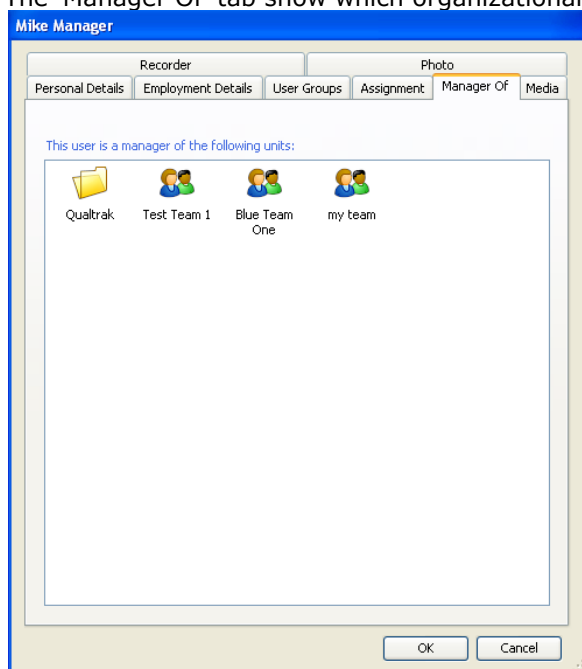 The 'Manager Of' tab show which organizational
Mike Manager
Recorder Photo
Personal Details Employment Details User Groups Assignment Manager Of Media
This user is a manager of the following units:
Qualtrak Test Team 1 Blue Team One my team
OK Cancel